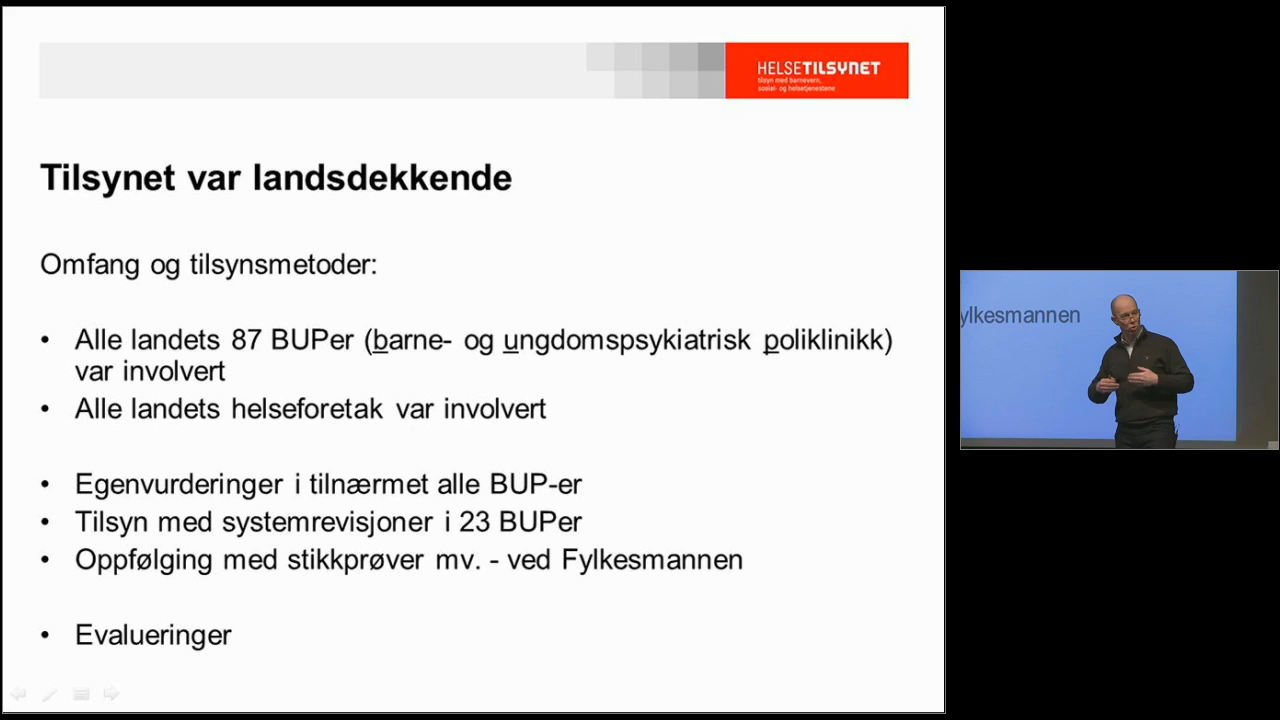 HELSETILSYNET
tilsyn med barnevern,
sosial- og helsetjenestene
Tilsynet var landsdekkende
Omfang og tilsynsmetoder:
• Alle landets 87 BUPer (barne- og ungdomspsykiatrisk poliklinikk)
var involvert
• Alle landets helseforetak var involvert
• Egenvurderinger i tilnærmet alle BUP-er
• Tilsyn med systemrevisjoner i 23 BUPer
• Oppfølging med stikkprøver mv. - ved Fylkesmannen
• Evalueringer
ylkesmannen